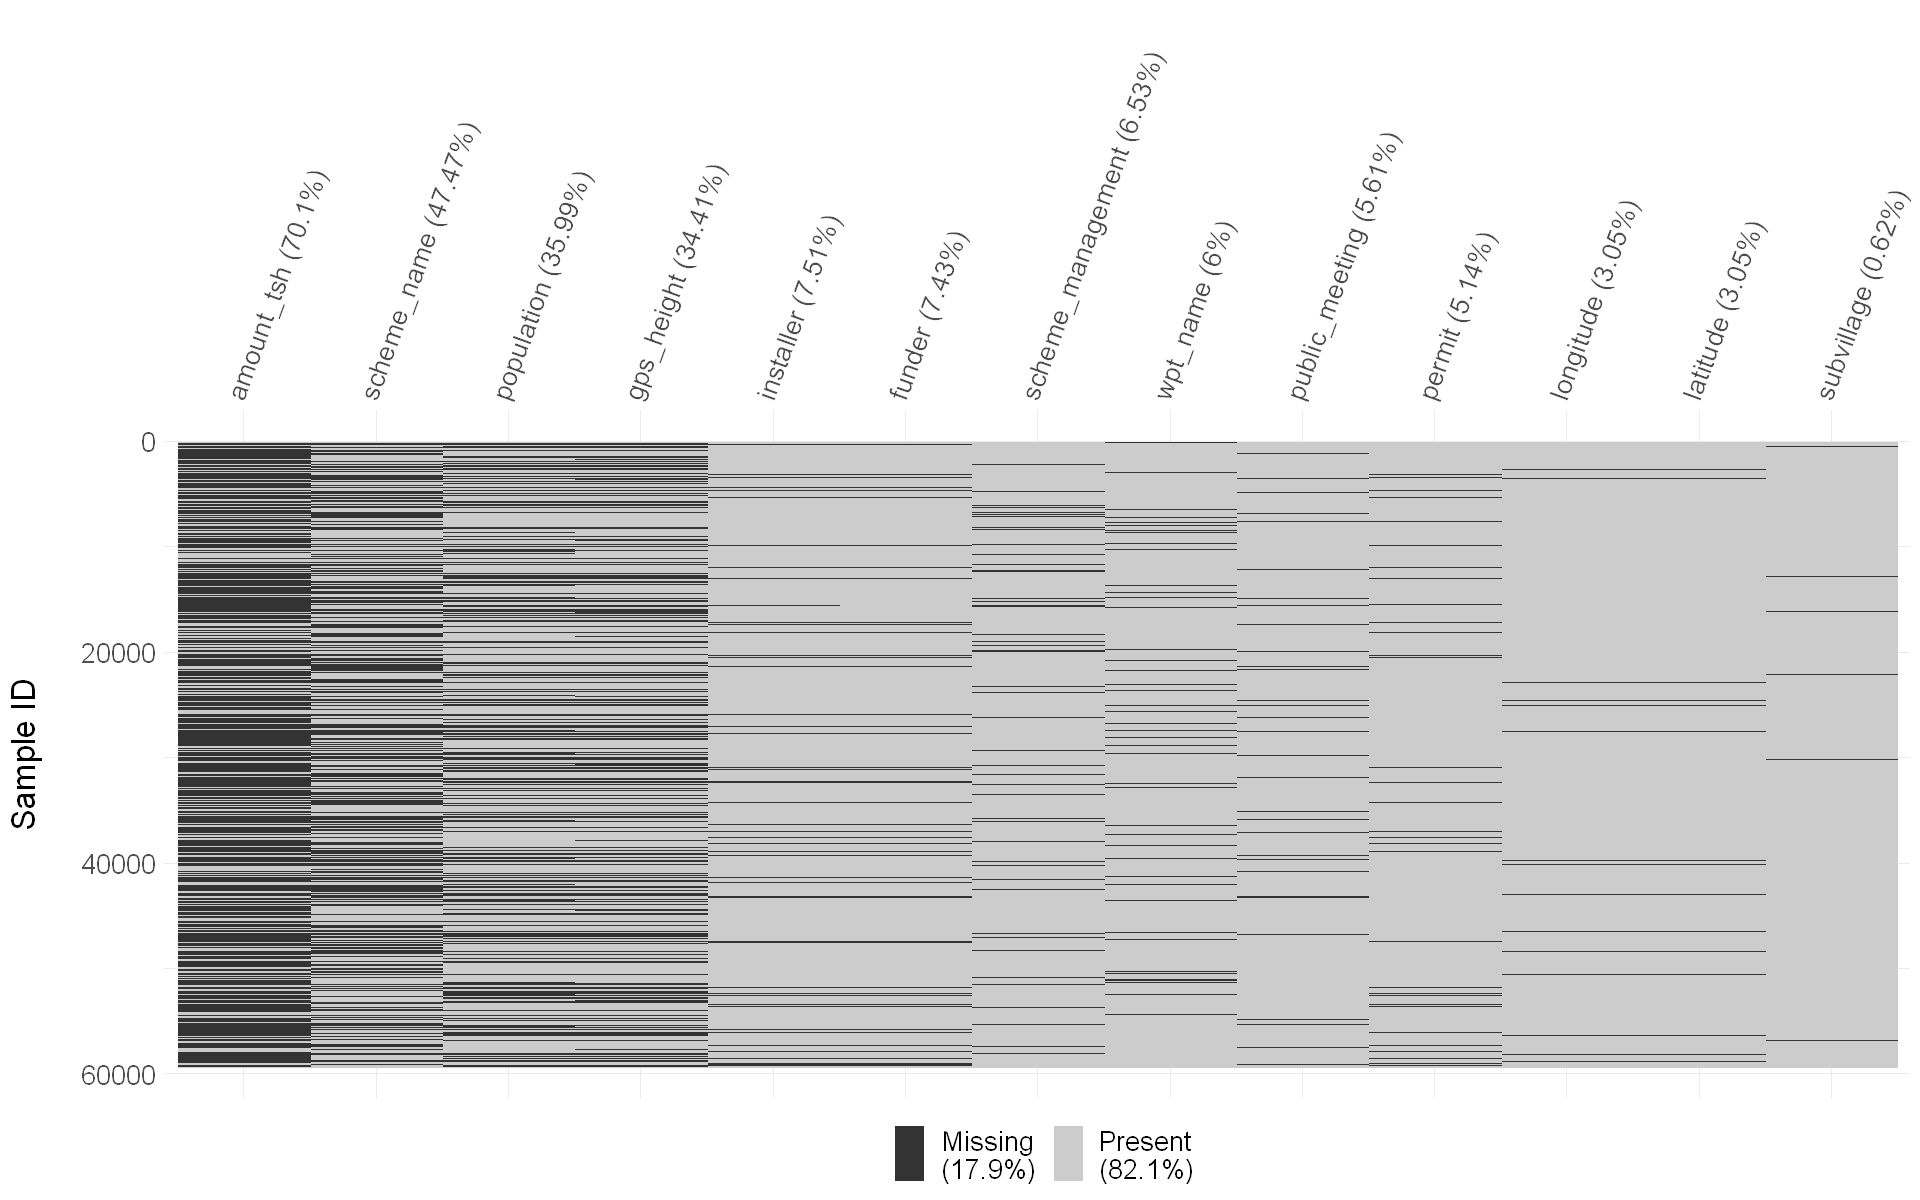 amount_tsh (70.1%)
scheme_name (47.47%)
population (35.99%)
gps_height (34.41%)
installer (7.51%)
funder (7.43%)
scheme_management (6.53%)
wpt_name (6%)
public_meeting (5.61%)
permit (5.14%)
longitude (3.05%)
latitude (3.05%)
subvillage (0.62%)
0
20000
40000
60000
Sample ID
Missing
(17.9%)
Present
(82.1%)